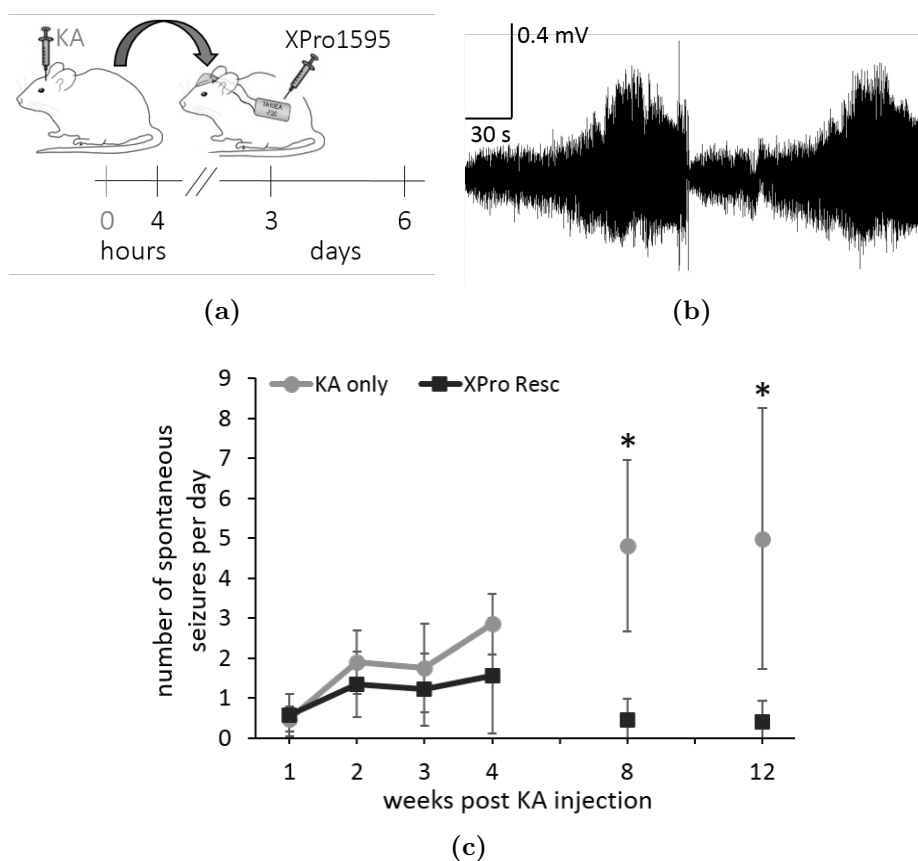 KA
XPro1595
0 4 3 6
hours days
(a)
0.4 mV
30 s
(b)
KA only XPro Resc
number of spontaneous
seizures per day
9
8
7
6
5
4
3
2
1
0
*
*
1 2 3 4 8 12
weeks post KA injection
(c)